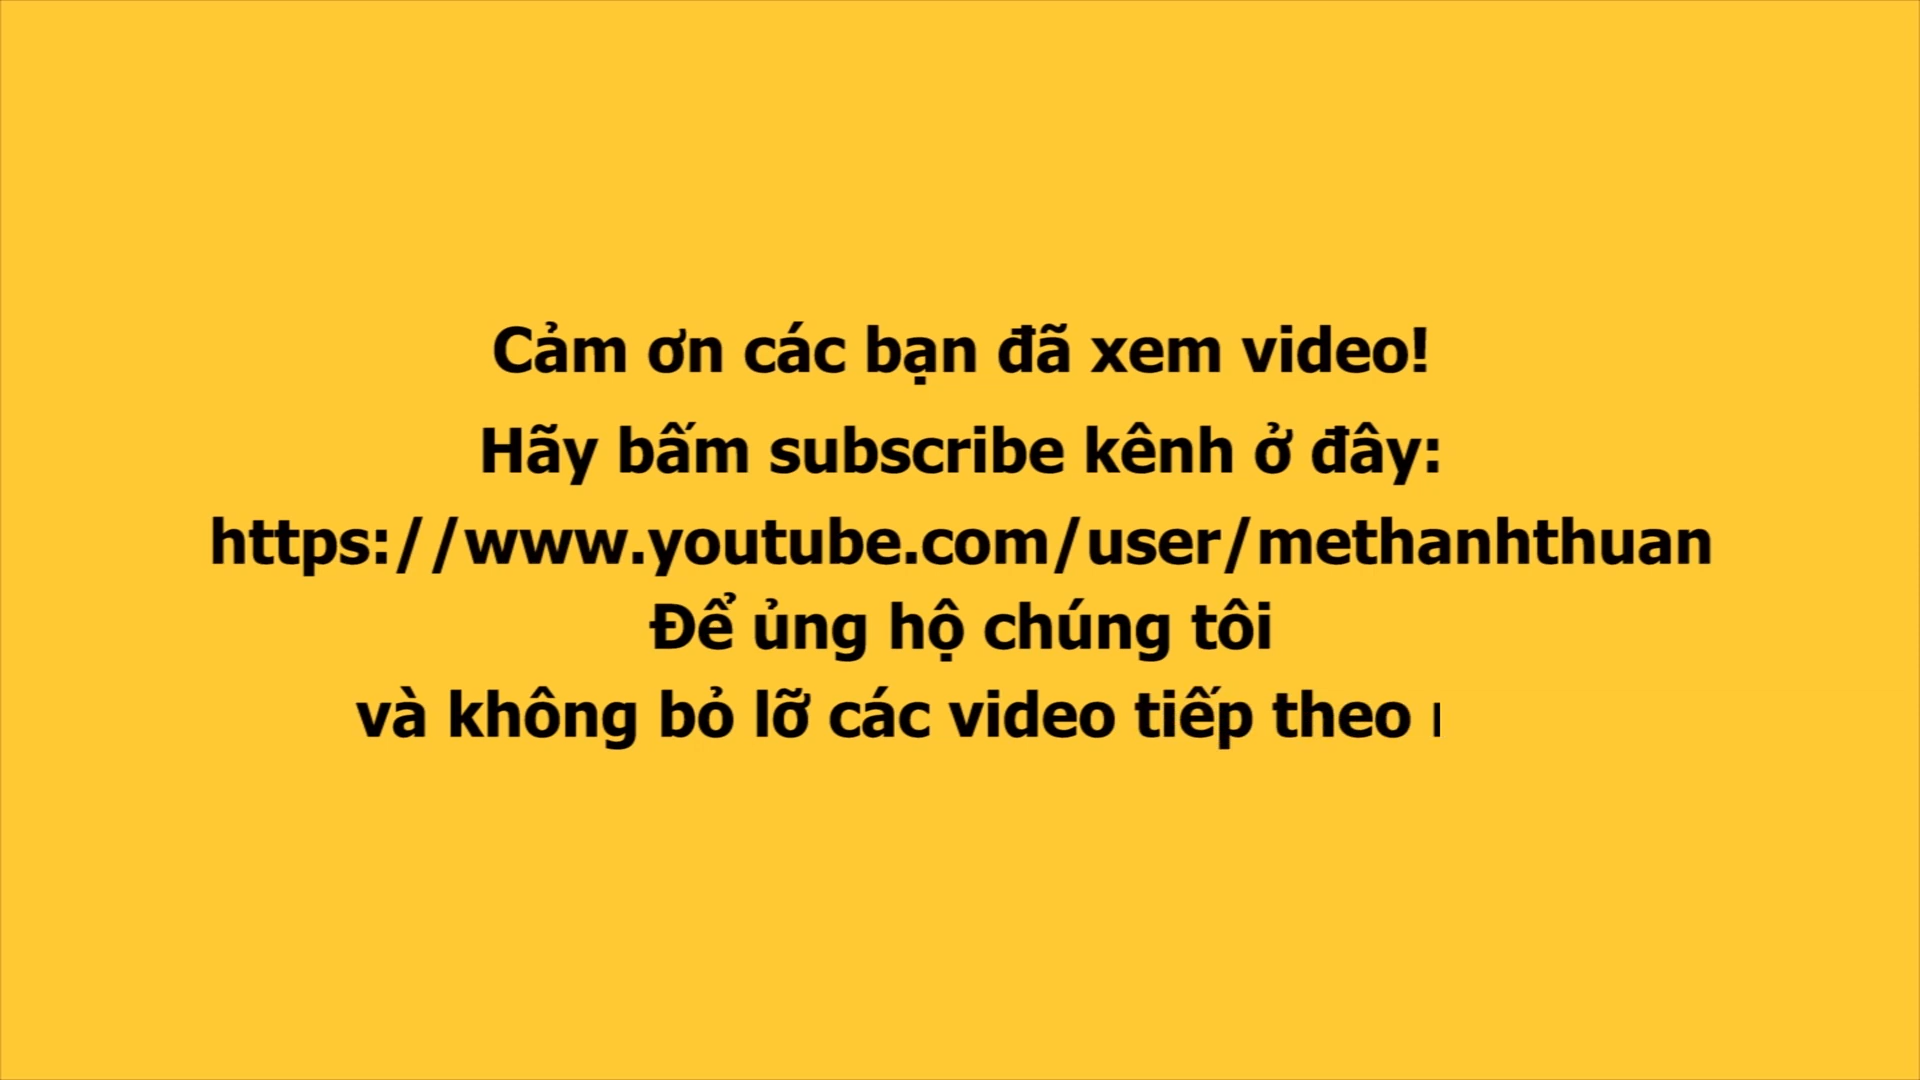 Cảm ơn các bạn đã xem video!
Hãy bấm subscribe kênh ở đây:
https://www.youtube.com/user/methanhthuan
Để ủng hộ chúng tôi
và không bỏ lỡ các video tiếp theo